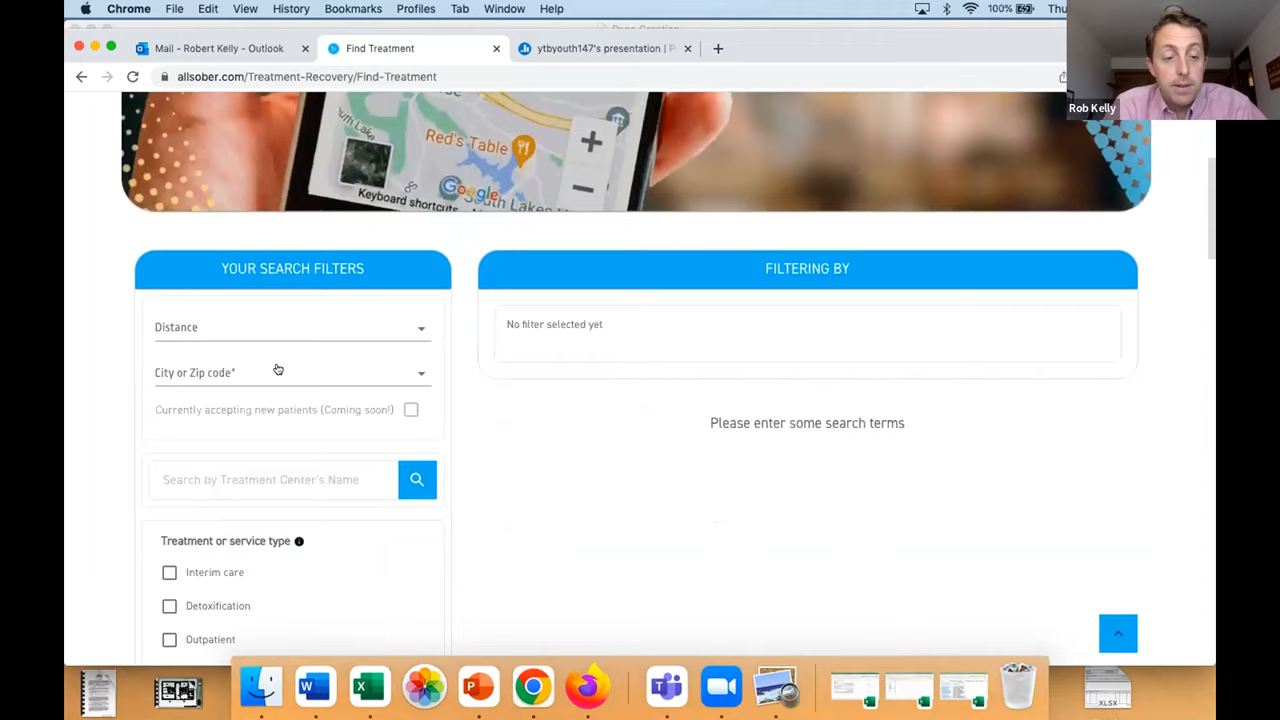 Chrome File Edit View History Bookmarks Profiles Tab Window Help 100% Thu
Mail - Robert Kelly - Outlook Find Treatment ytbyouth147's presentation | P
allsober.com/Treatment-Recovery/Find-Treatment
Rob Kelly
Red's Table
Google
South Lakes
Keyboard shortcuts
YOUR SEARCH FILTERS
FILTERING BY
Distance
No filter selected yet
City or Zip code*
Currently accepting new patients (Coming soon!)
Please enter some search terms
Search by Treatment Center's Name
Treatment or service type
Interim care
Detoxification
Outpatient
XLSX